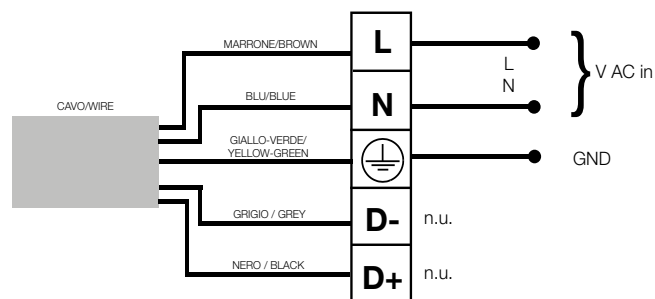 MARRONE/BROWN
L
L
N
V AC in
BLU/BLUE
N
CAVO/WIRE
GIALLO-VERDE/
YELLOW-GREEN
GND
GRIGIO / GREY
D-
n.u.
NERO / BLACK
D+
n.u.